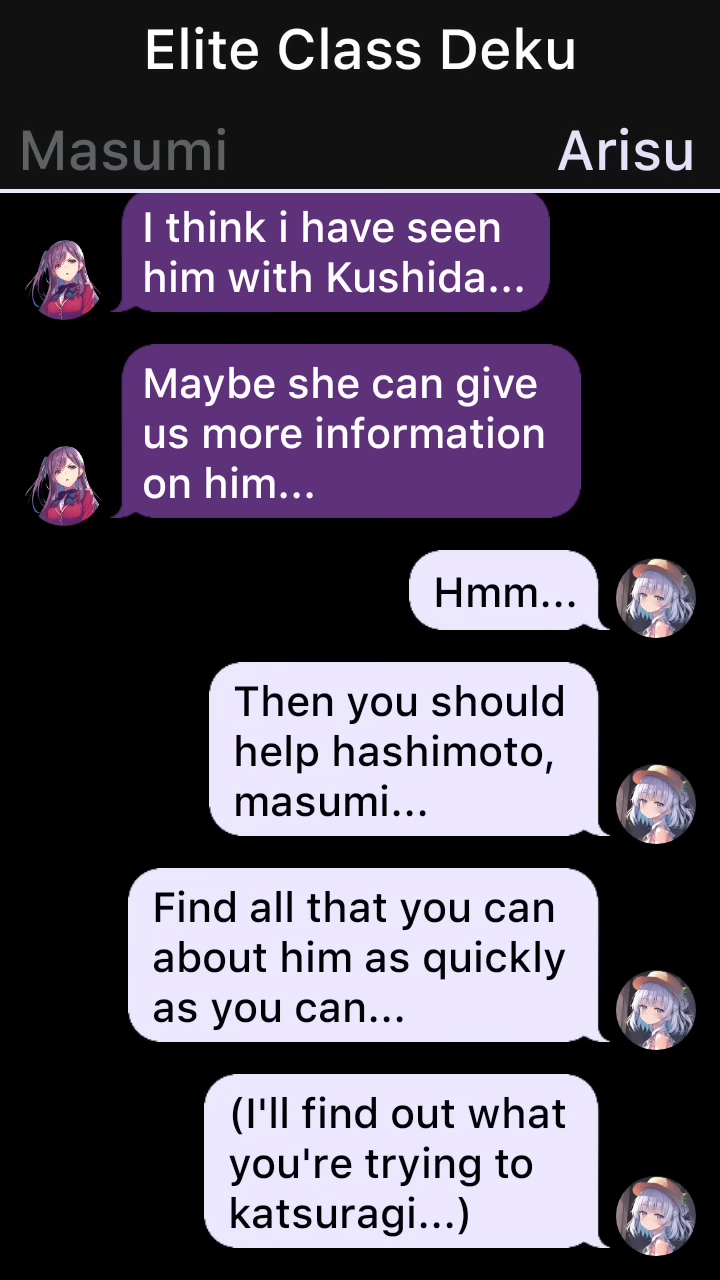 Elite Class Deku
Masumi
Arisu
I think i have seen
him with Kushida...
Maybe she can give
us more information
on him...
Hmm...
Then you should
help hashimoto,
masumi...
Find all that you can
about him as quickly
as you can...
(I'll find out what
you're trying to
katsuragi...)